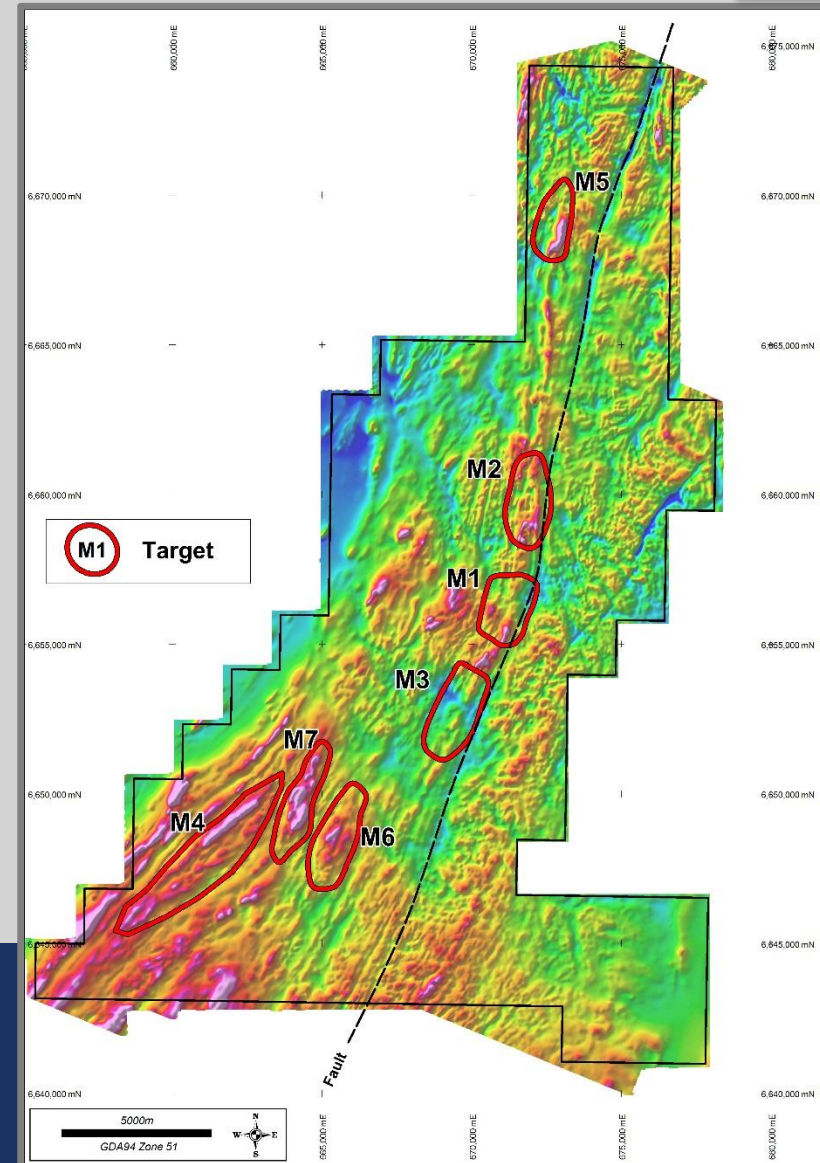 660,000 mE
665,000 mE
670,000 mE
675,000 mE
680,000 mE
6,675,000 mN
6,670,000 mN
6,670,000 mN
M5
6,665,000 mN
6,665,000 mN
M2
6,660,000 mN
6,660,000 mN
M1 Target
M1
6,655,000 mN
6,655,000 mN
M3
M7
6,650,000 mN
6,650,000 mN
M4
M6
6,645,000 mN
6,645,000 mN
Fault
6,640,000 mN
6,640,000 mN
5000m
GDA94 Zone 51
N
W
E
S
665,000 mE
670,000 mE
675,000 mE
680,000 mE